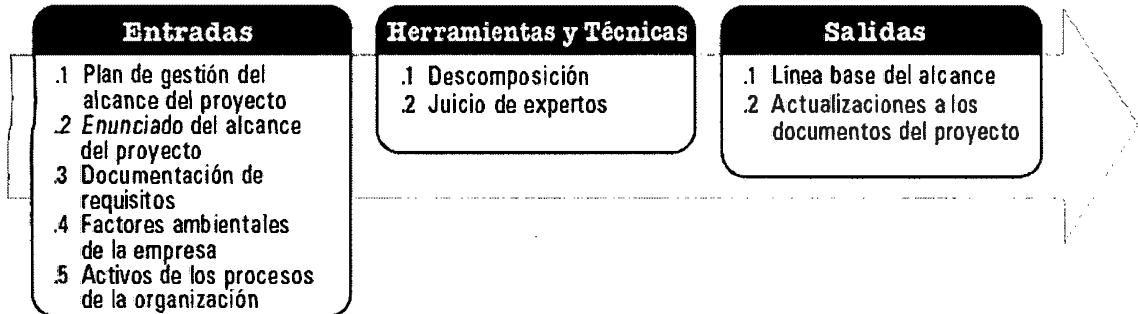 Entradas
.1 Plan de gestión del
alcance del proyecto
.2 Enunciado del alcance
del proyecto
.3 Documentación de
requisitos
.4 Factores ambientales
de la empresa
.5 Activos de los procesos
de la organización
Herramientas y Técnicas
.1 Descomposición
.2 Juicio de expertos
Salidas
.1 Línea base del alcance
.2 Actualizaciones a los
documentos del proyecto